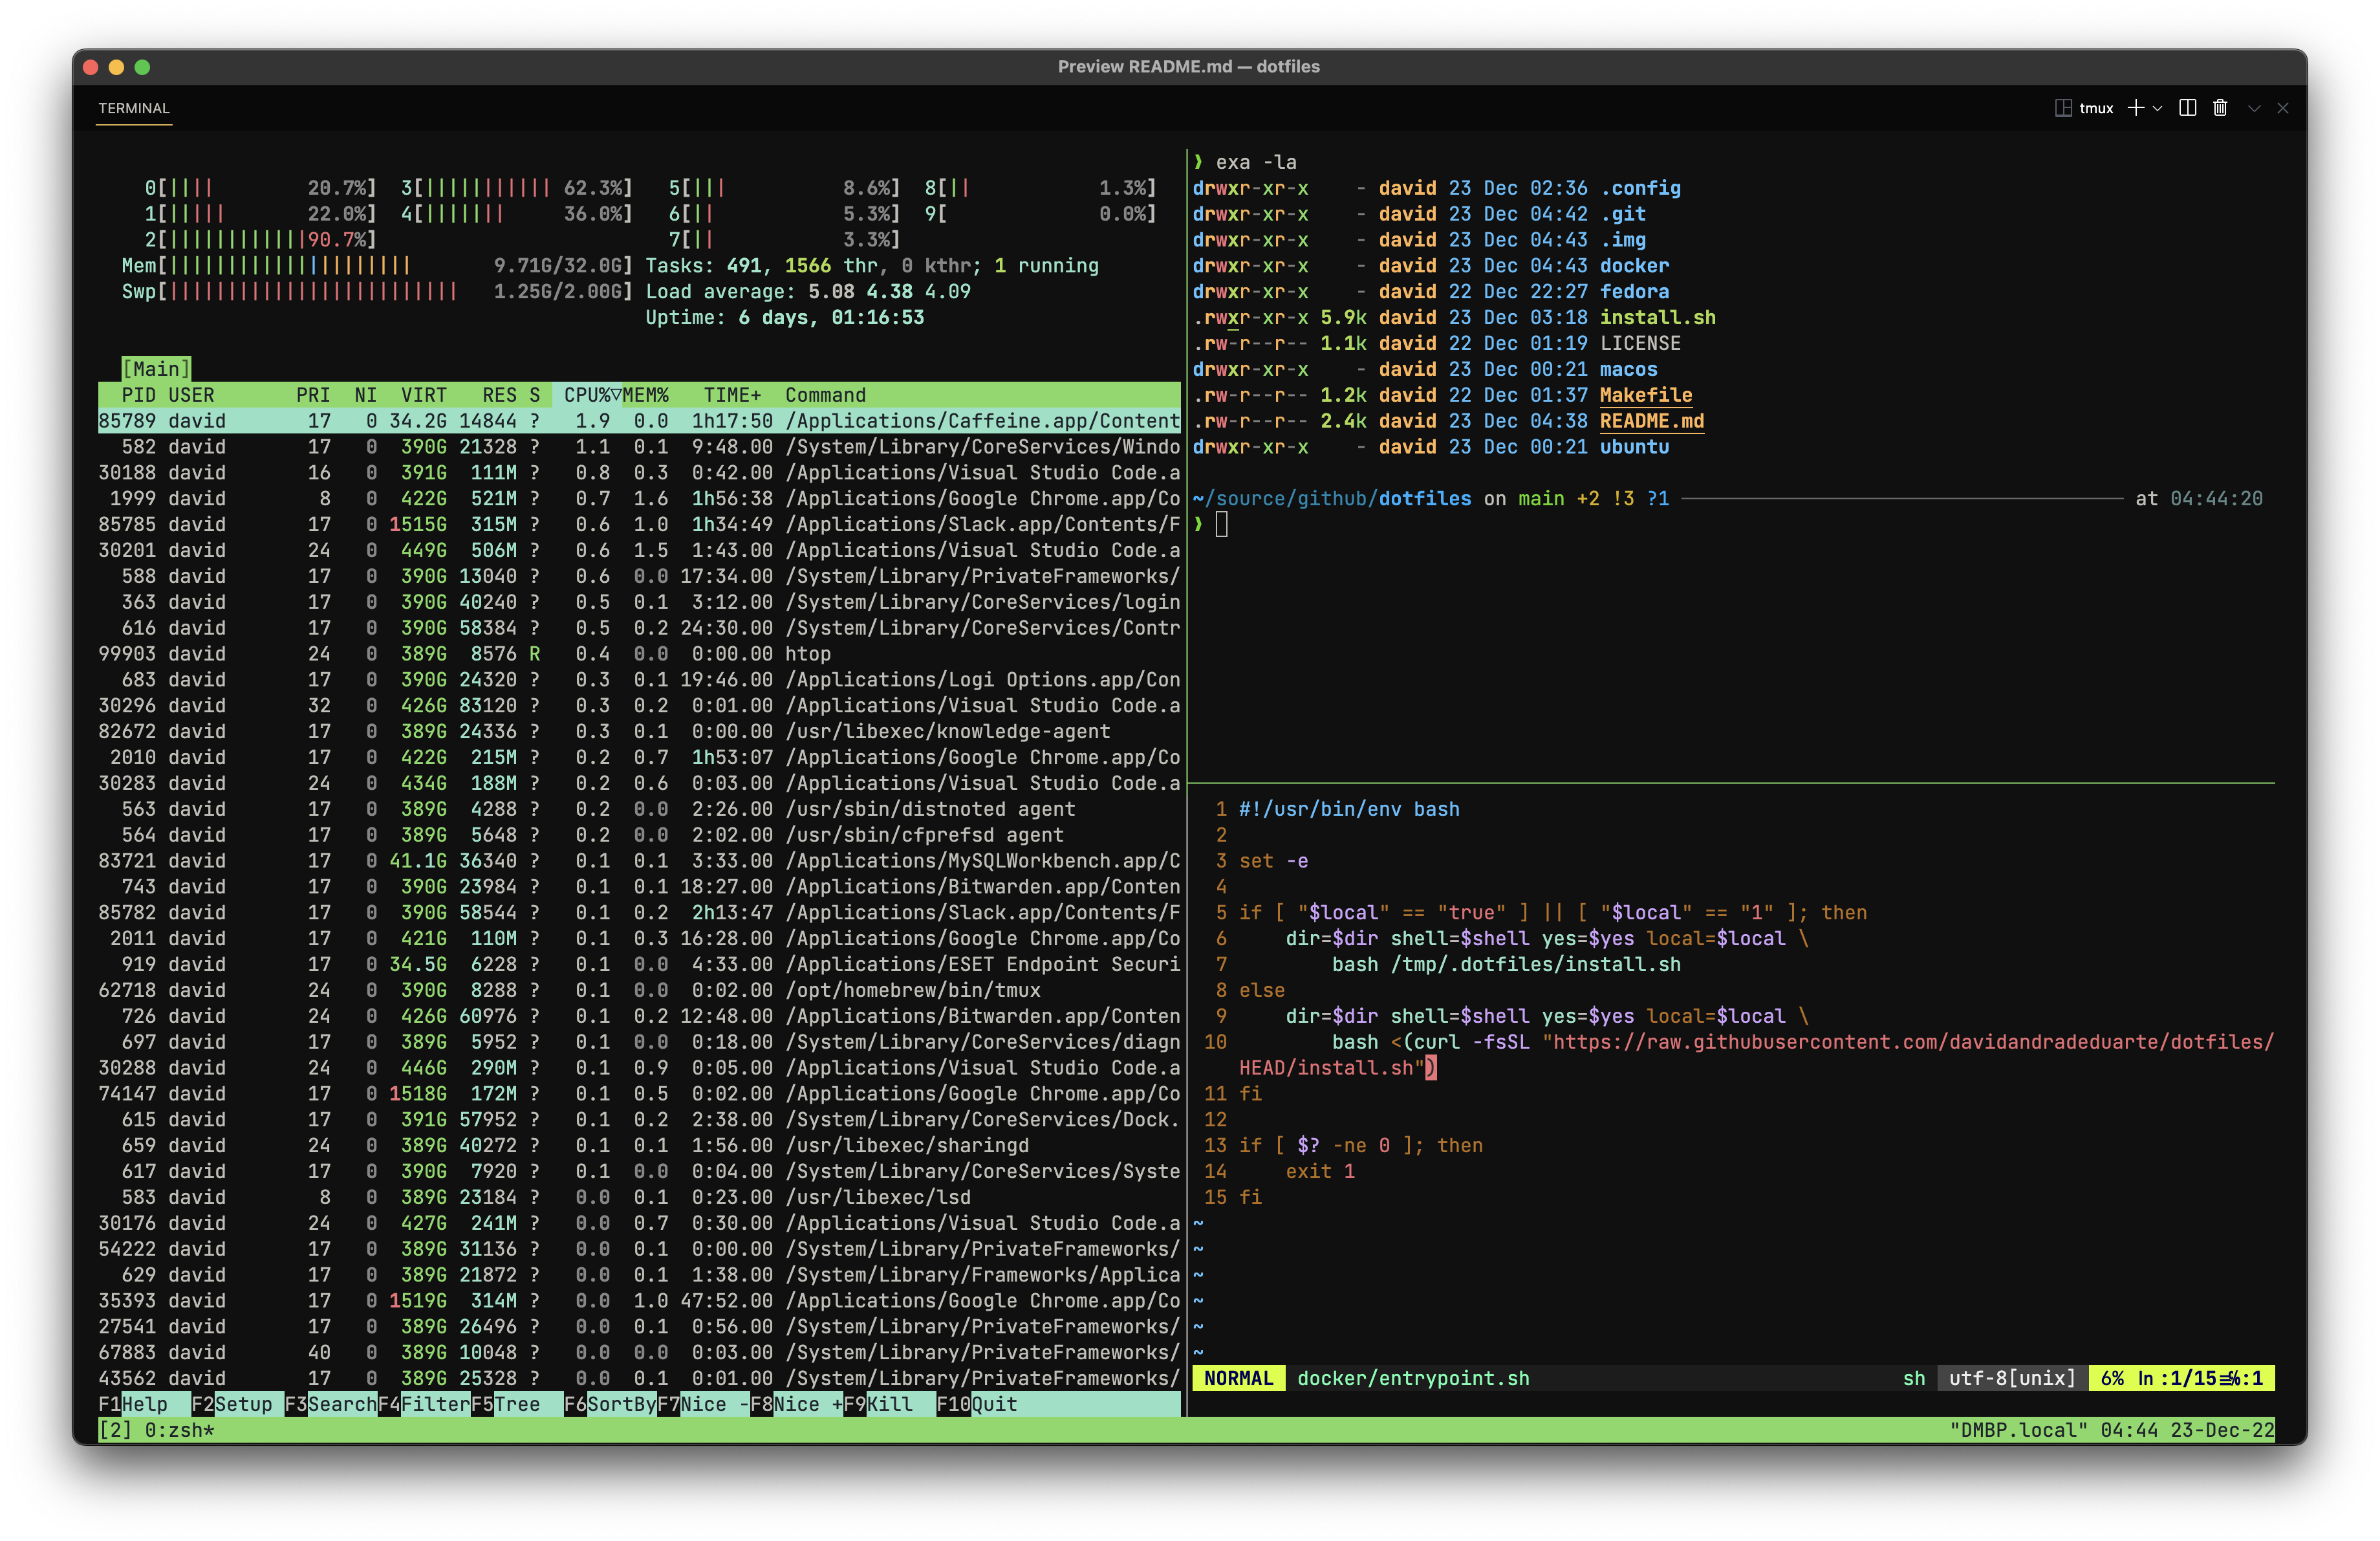 Preview README.md — dotfiles
TERMINAL
tmux
0[|||| 20.7%] 3[||||||||||| 62.3%] 5[||| 8.6%] 8[|| 1.3%]
1[||||| 22.0%] 4[||||||| 36.0%] 6[|| 5.3%] 9[ 0.0%]
2[||||||||||||90.7%] 7[|| 3.3%]
Mem[||||||||||||||||||||| 9.71G/32.0G] Tasks: 491, 1566 thr, 0 kthr; 1 running
Swp[||||||||||||||||||||||||| 1.25G/2.00G] Load average: 5.08 4.38 4.09
Uptime: 6 days, 01:16:53
[Main]
PID USER PRI NI VIRT RES S CPU%▽MEM% TIME+ Command
85789 david 17 0 34.2G 14844 ? 1.9 0.0 1h17:50 /Applications/Caffeine.app/Content
582 david 17 0 390G 21328 ? 1.1 0.1 9:48.00 /System/Library/CoreServices/Windo
30188 david 16 0 391G 111M ? 0.8 0.3 0:42.00 /Applications/Visual Studio Code.a
1999 david 8 0 422G 521M ? 0.7 1.6 1h56:38 /Applications/Google Chrome.app/Co
85785 david 17 0 1515G 315M ? 0.6 1.0 1h34:49 /Applications/Slack.app/Contents/F
30201 david 24 0 449G 506M ? 0.6 1.5 1:43.00 /Applications/Visual Studio Code.a
588 david 17 0 390G 13040 ? 0.6 0.0 17:34.00 /System/Library/PrivateFrameworks/
363 david 17 0 390G 40240 ? 0.5 0.1 3:12.00 /System/Library/CoreServices/login
616 david 17 0 390G 58384 ? 0.5 0.2 24:30.00 /System/Library/CoreServices/Contr
99903 david 24 0 389G 8576 R 0.4 0.0 0:00.00 htop
683 david 17 0 390G 24320 ? 0.3 0.1 19:46.00 /Applications/Logi Options.app/Con
30296 david 32 0 426G 83120 ? 0.3 0.2 0:01.00 /Applications/Visual Studio Code.a
82672 david 17 0 389G 24336 ? 0.3 0.1 0:00.00 /usr/libexec/knowledge-agent
2010 david 17 0 422G 215M ? 0.2 0.7 1h53:07 /Applications/Google Chrome.app/Co
30283 david 24 0 434G 188M ? 0.2 0.6 0:03.00 /Applications/Visual Studio Code.a
563 david 17 0 389G 4288 ? 0.2 0.0 2:26.00 /usr/sbin/distnoted agent
564 david 17 0 389G 5648 ? 0.2 0.0 2:02.00 /usr/sbin/cfprefsd agent
83721 david 17 0 41.1G 36340 ? 0.1 0.1 3:33.00 /Applications/MySQLWorkbench.app/C
743 david 17 0 390G 23984 ? 0.1 0.1 18:27.00 /Applications/Bitwarden.app/Conten
85782 david 17 0 390G 58544 ? 0.1 0.2 2h13:47 /Applications/Slack.app/Contents/F
2011 david 17 0 421G 110M ? 0.1 0.3 16:28.00 /Applications/Google Chrome.app/Co
919 david 17 0 34.5G 6228 ? 0.1 0.0 4:33.00 /Applications/ESET Endpoint Securi
62718 david 24 0 390G 8288 ? 0.1 0.0 0:02.00 /opt/homebrew/bin/tmux
726 david 24 0 426G 60976 ? 0.1 0.2 12:48.00 /Applications/Bitwarden.app/Conten
697 david 17 0 389G 5952 ? 0.1 0.0 0:18.00 /System/Library/CoreServices/diagn
30288 david 24 0 446G 290M ? 0.1 0.9 0:05.00 /Applications/Visual Studio Code.a
74147 david 17 0 1518G 172M ? 0.1 0.5 0:02.00 /Applications/Google Chrome.app/Co
615 david 17 0 391G 57952 ? 0.1 0.2 2:38.00 /System/Library/CoreServices/Dock.
659 david 24 0 389G 40272 ? 0.1 0.1 1:56.00 /usr/libexec/sharingd
617 david 17 0 390G 7920 ? 0.1 0.0 0:04.00 /System/Library/CoreServices/Syste
583 david 8 0 389G 23184 ? 0.0 0.1 0:23.00 /usr/libexec/lsd
30176 david 24 0 427G 241M ? 0.0 0.7 0:30.00 /Applications/Visual Studio Code.a
54222 david 17 0 389G 31136 ? 0.0 0.1 0:00.00 /System/Library/PrivateFrameworks/
629 david 17 0 389G 21872 ? 0.0 0.1 1:38.00 /System/Library/Frameworks/Applica
35393 david 17 0 1519G 314M ? 0.0 1.0 47:52.00 /Applications/Google Chrome.app/Co
27541 david 17 0 389G 26496 ? 0.0 0.1 0:56.00 /System/Library/PrivateFrameworks/
67883 david 40 0 389G 10048 ? 0.0 0.0 0:03.00 /System/Library/PrivateFrameworks/
43562 david 17 0 389G 25328 ? 0.0 0.1 0:01.00 /System/Library/PrivateFrameworks/
F1Help F2Setup F3SearchF4FilterF5Tree F6SortByF7Nice -F8Nice +F9Kill F10Quit
❯ exa -la
drwxr-xr-x - david 23 Dec 02:36 .config
drwxr-xr-x - david 23 Dec 04:42 .git
drwxr-xr-x - david 23 Dec 04:43 .img
drwxr-xr-x - david 23 Dec 04:43 docker
drwxr-xr-x - david 22 Dec 22:27 fedora
.rwxr-xr-x 5.9k david 23 Dec 03:18 install.sh
.rw-r--r-- 1.1k david 22 Dec 01:19 LICENSE
drwxr-xr-x - david 23 Dec 00:21 macos
.rw-r--r-- 1.2k david 22 Dec 01:37 Makefile
.rw-r--r-- 2.4k david 23 Dec 04:38 README.md
drwxr-xr-x - david 23 Dec 00:21 ubuntu
~/source/github/dotfiles on main +2 !3 ?1 at 04:44:20
❯
1 #!/usr/bin/env bash
2
3 set -e
4
5 if [ "$local" == "true" ] || [ "$local" == "1" ]; then
6 dir=$dir shell=$shell yes=$yes local=$local \
7 bash /tmp/.dotfiles/install.sh
8 else
9 dir=$dir shell=$shell yes=$yes local=$local \
10 bash <(curl -fsSL "https://raw.githubusercontent.com/davidandradeduarte/dotfiles/
HEAD/install.sh")
11 fi
12
13 if [ $? -ne 0 ]; then
14 exit 1
15 fi
~
~
~
~
~
~
NORMAL docker/entrypoint.sh sh utf-8[unix] 6% ln :1/15≡℅:1
[2] 0:zsh* "DMBP.local" 04:44 23-Dec-22